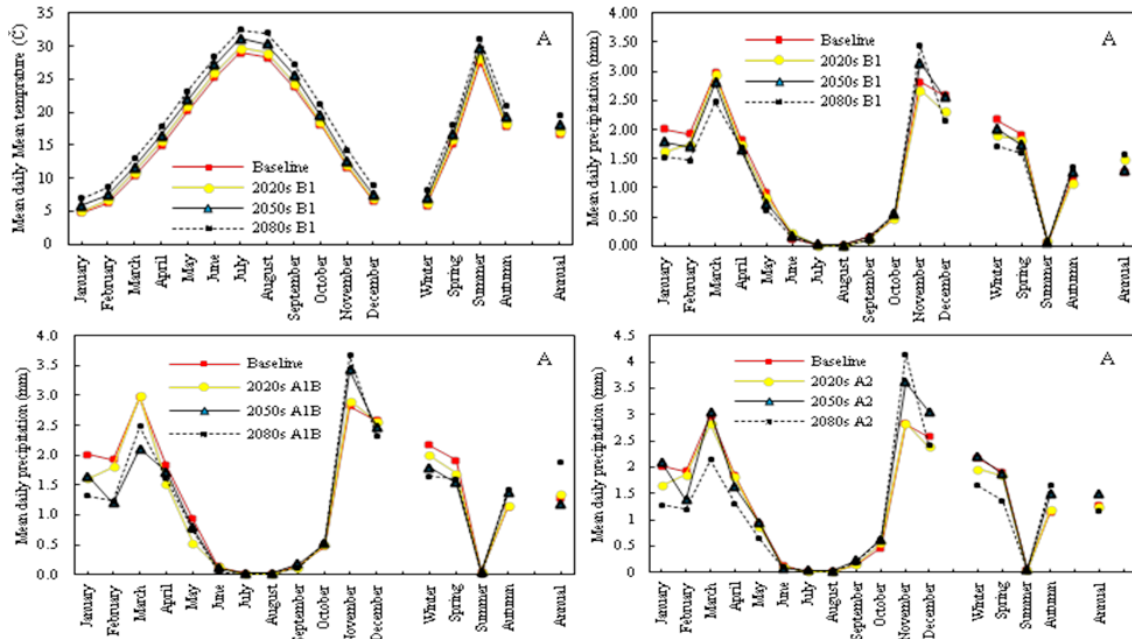 Mean daily Mean temprature (Č)
35
30
25
20
15
10
5
0
A
Baseline
2020s B1
2050s B1
2080s B1
January
February
March
April
May
June
July
August
September
October
November
December
Winter
Spring
Summer
Autumn
Annual
Mean daily precipitation (mm)
4.00
3.50
3.00
2.50
2.00
1.50
1.00
0.50
0.00
A
Baseline
2020s B1
2050s B1
2080s B1
January
February
March
April
May
June
July
August
September
October
November
December
Winter
Spring
Summer
Autumn
Annual
Mean daily precipitation (mm)
4.0
3.5
3.0
2.5
2.0
1.5
1.0
0.5
0.0
A
Baseline
2020s A1B
2050s A1B
2080s A1B
January
February
March
April
May
June
July
August
September
October
November
December
Winter
Spring
Summer
Autumn
Annual
Mean daily precipitation (mm)
4.5
4
3.5
3
2.5
2
1.5
1
0.5
0
A
Baseline
2020s A2
2050s A2
2080s A2
January
February
March
April
May
June
July
August
September
October
November
December
Winter
Spring
Summer
Autumn
Annual